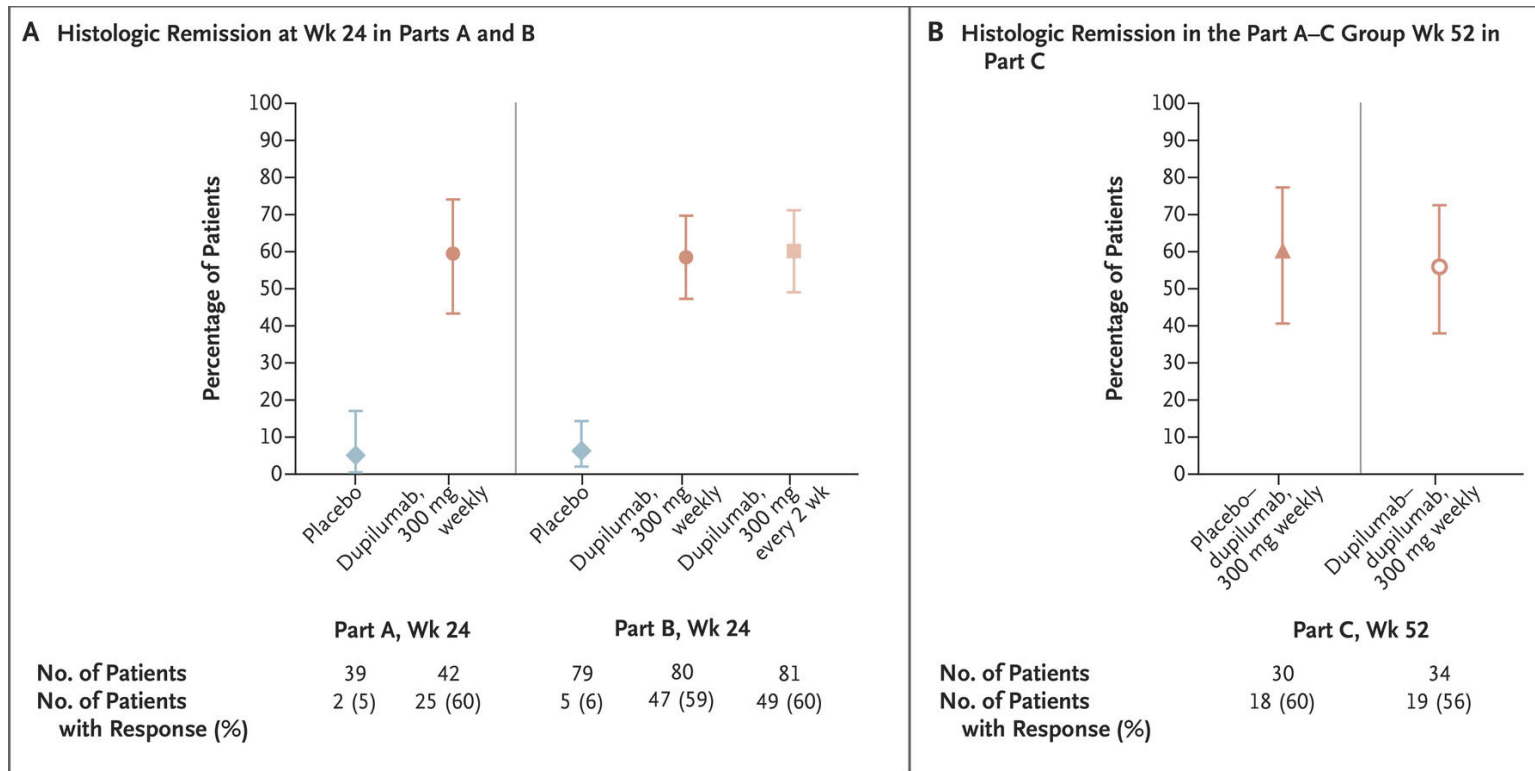 A Histologic Remission at Wk 24 in Parts A and B
Percentage of Patients
100
90
80
70
60
50
40
30
20
10
0
Placebo
Dupilumab,
300 mg
weekly
Placebo
Dupilumab,
300 mg
weekly
Dupilumab,
300 mg
every 2 wk
Part A, Wk 24 Part B, Wk 24
No. of Patients 39 42 79 80 81
No. of Patients 2 (5) 25 (60) 5 (6) 47 (59) 49 (60)
with Response (%)
B Histologic Remission in the Part A–C Group Wk 52 in
Part C
Percentage of Patients
100
90
80
70
60
50
40
30
20
10
0
Placebo–
dupilumab,
300 mg weekly
Dupilumab–
dupilumab,
300 mg weekly
Part C, Wk 52
No. of Patients 30 34
No. of Patients 18 (60) 19 (56)
with Response (%)